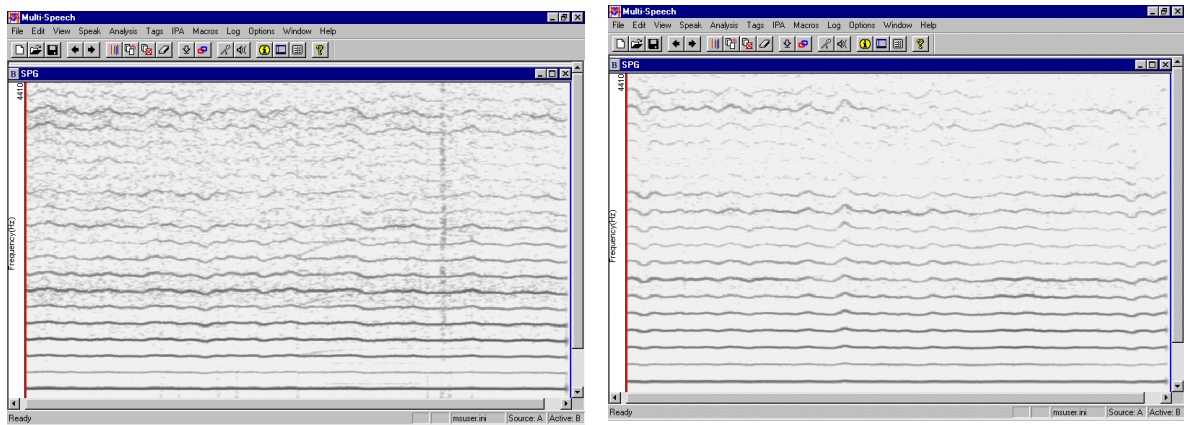 Multi-Speech
File Edit View Speak Analysis Tags IPA Macros Log Options Window Help
B SPG
4410
Frequency(Hz)
Ready msuser.ini Source: A Active: B
Multi-Speech
File Edit View Speak Analysis Tags IPA Macros Log Options Window Help
B SPG
4410
Frequency(Hz)
Ready msuser.ini Source: A Active: B